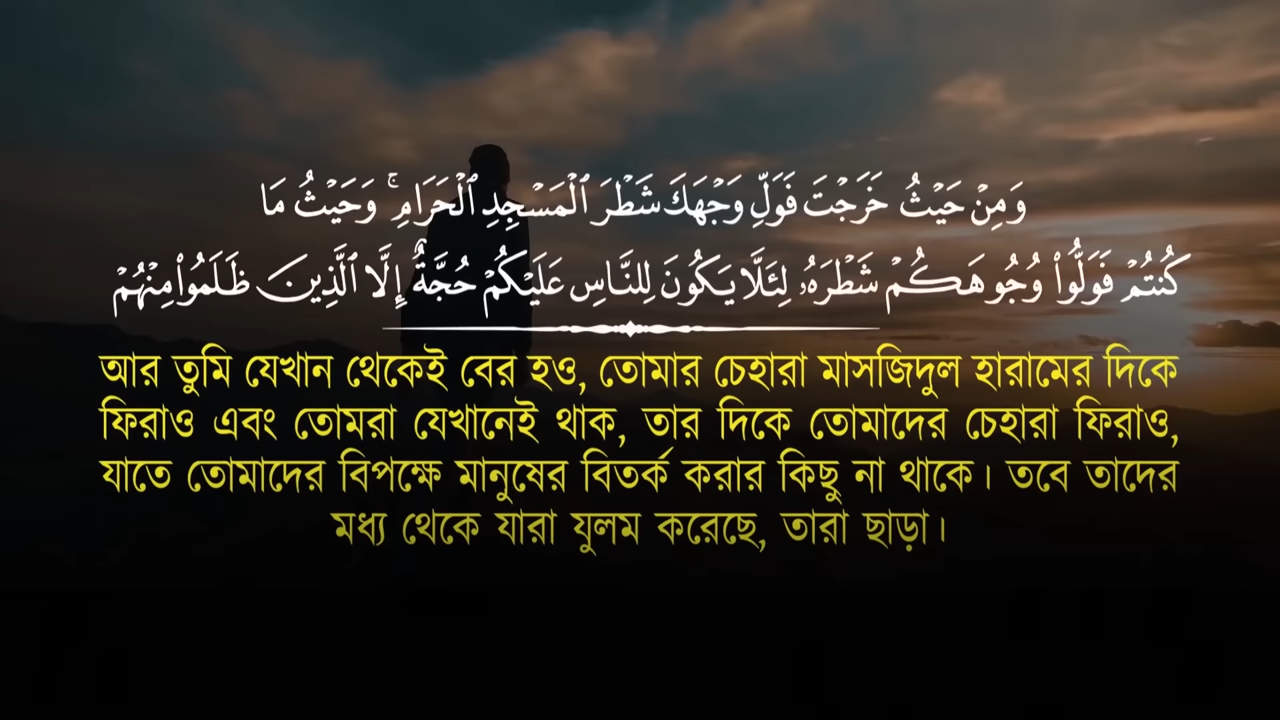 وَمِنْ حَيْثُ خَرَجْتَ فَوَلِّ وَجْهَكَ شَطْرَ ٱلْمَسْجِدِ ٱلْحَرَامِ ۚ وَحَيْثُ مَا
كُنتُمْ فَوَلُّوا۟ وُجُوهَكُمْ شَطْرَهُۥ لِئَلَّا يَكُونَ لِلنَّاسِ عَلَيْكُمْ حُجَّةٌ إِلَّا ٱلَّذِينَ ظَلَمُوا۟ مِنْهُمْ
আর তুমি যেখান থেকেই বের হও, তোমার চেহারা মাসজিদুল হারামের দিকে
ফিরাও এবং তোমরা যেখানেই থাক, তার দিকে তোমাদের চেহারা ফিরাও,
যাতে তোমাদের বিপক্ষে মানুষের বিতর্ক করার কিছু না থাকে। তবে তাদের
মধ্য থেকে যারা যুলম করেছে, তারা ছাড়া।